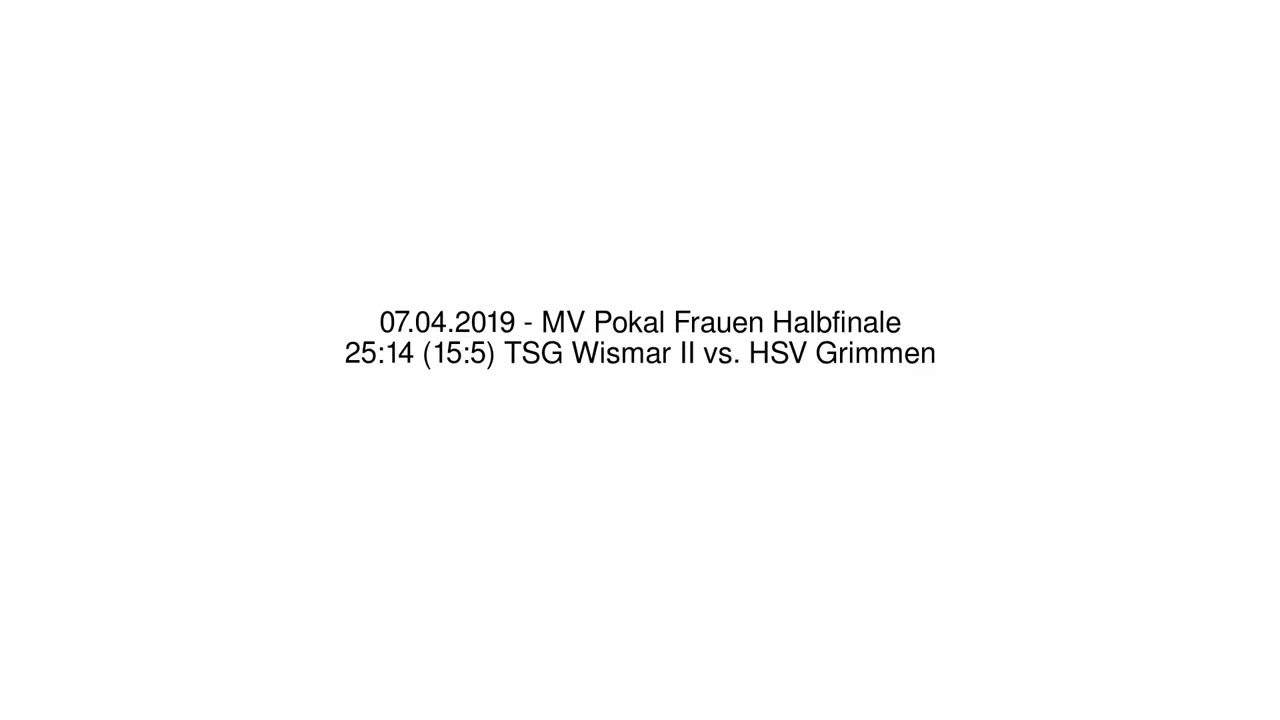 07.04.2019 - MV Pokal Frauen Halbfinale
25:14 (15:5) TSG Wismar II vs. HSV Grimmen